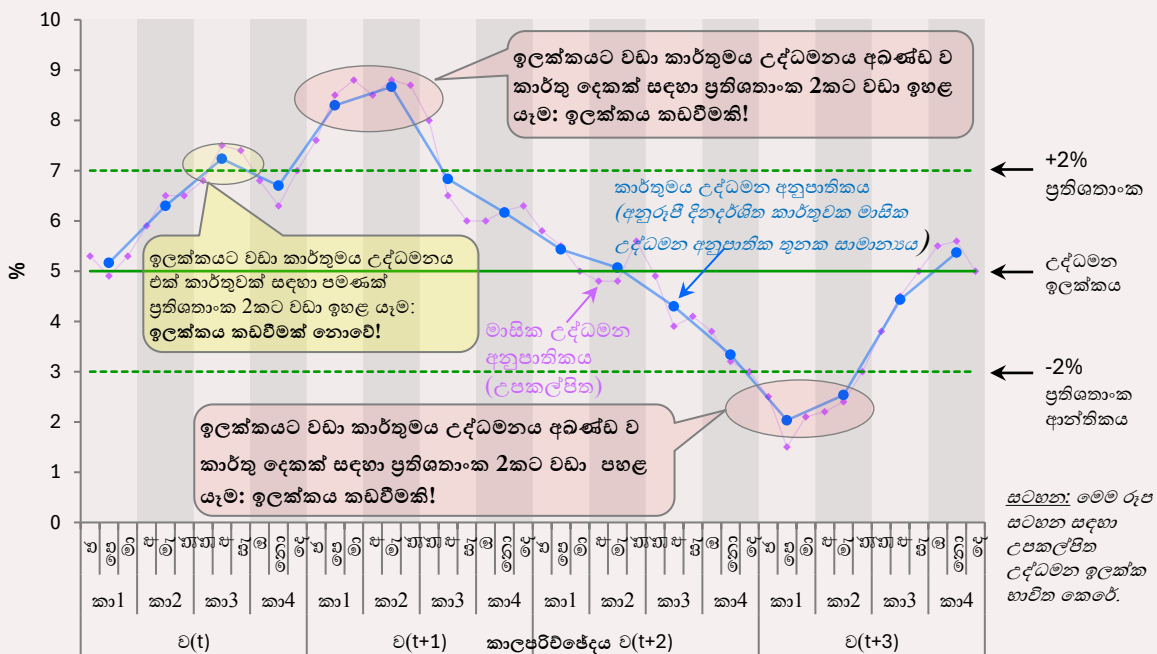 10
9
8
7
6
5
4
3
2
1
0
%
ඉලක්කයට වඩා කාර්තුමය උද්ධමනය අඛණ්ඩ ව
කාර්තු දෙකක් සඳහා ප්‍රතිශතාංක 2කට වඩා ඉහළ
යෑම: ඉලක්කය කඩවීමකි!
+2%
ප්‍රතිශතාංක
කාර්තුමය උද්ධමන අනුපාතිකය
(අනුරූපී දිනදර්ශිත කාර්තුවක මාසික
උද්ධමන අනුපාතික තුනක සාමාන්‍යය)
ඉලක්කයට වඩා කාර්තුමය උද්ධමනය
එක් කාර්තුවක් සඳහා පමණක්
ප්‍රතිශතාංක 2කට වඩා ඉහළ යෑම:
ඉලක්කය කඩවීමක් නොවේ!
උද්ධමන
ඉලක්කය
මාසික උද්ධමන
අනුපාතිකය
(උපකල්පිත)
-2%
ප්‍රතිශතාංක
ආන්තිකය
ඉලක්කයට වඩා කාර්තුමය උද්ධමනය අඛණ්ඩ ව
කාර්තු දෙකක් සඳහා ප්‍රතිශතාංක 2කට වඩා පහළ
යෑම: ඉලක්කය කඩවීමකි!
සටහන: මෙම රූප
සටහන සඳහා
උපකල්පිත
උද්ධමන ඉලක්ක
භාවිත කෙරේ.
ජ පෙ මා අ මැ ජූ ජූ අ සැ ඔ නො දෙ ජ පෙ මා අ මැ ජූ ජූ අ සැ ඔ නො දෙ ජ පෙ මා අ මැ ජූ ජූ අ සැ ඔ නො දෙ ජ පෙ මා අ මැ ජූ ජූ අ සැ ඔ නො දෙ
කා1 කා2 කා3 කා4 කා1 කා2 කා3 කා4 කා1 කා2 කා3 කා4 කා1 කා2 කා3 කා4
ව(t) ව(t+1) කාලපරිච්ඡේදය ව(t+2) ව(t+3)